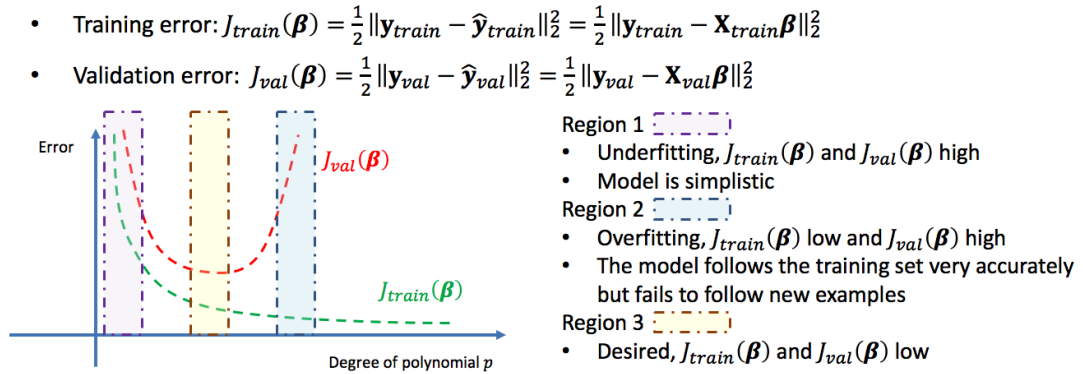 • Training error: J_train(β) = 1/2 ||y_train − ŷ_train||₂² = 1/2 ||y_train − X_train β||₂²
• Validation error: J_val(β) = 1/2 ||y_val − ŷ_val||₂² = 1/2 ||y_val − X_val β||₂²
Error
J_val(β)
J_train(β)
Degree of polynomial p
Region 1
• Underfitting, J_train(β) and J_val(β) high
• Model is simplistic
Region 2
• Overfitting, J_train(β) low and J_val(β) high
• The model follows the training set very accurately
but fails to follow new examples
Region 3
• Desired, J_train(β) and J_val(β) low